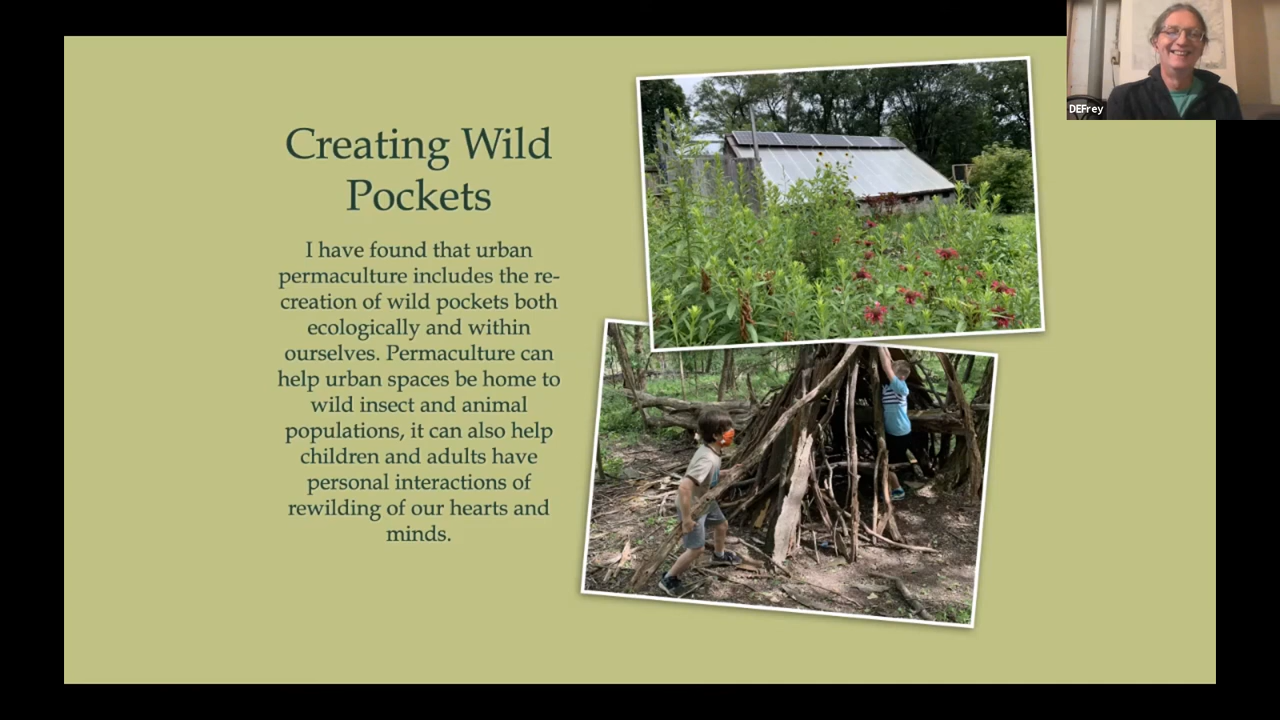 Creating Wild
Pockets
I have found that urban
permaculture includes the re-
creation of wild pockets both
ecologically and within
ourselves. Permaculture can
help urban spaces be home to
wild insect and animal
populations, it can also help
children and adults have
personal interactions of
rewilding of our hearts and
minds.
DEFrey